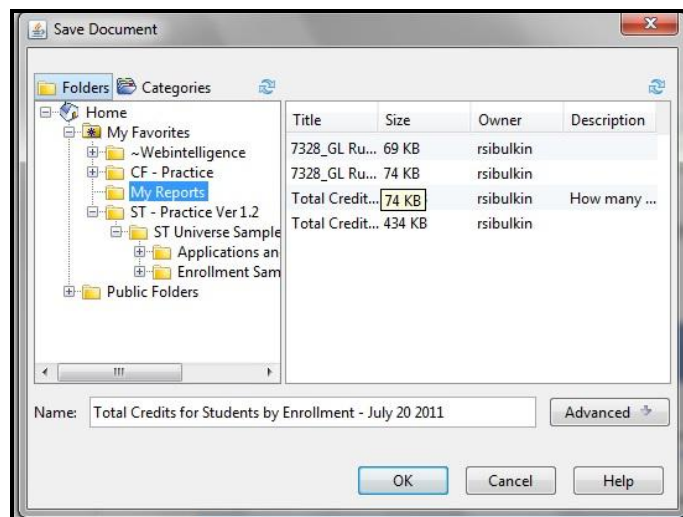 Save Document
Folders Categories
Home
My Favorites
~Webintelligence
CF - Practice
My Reports
ST - Practice Ver 1.2
ST Universe Sample
Applications an
Enrollment Sam
Public Folders
Title Size Owner Description
7328_GL Ru... 69 KB rsibulkin
7328_GL Ru... 74 KB rsibulkin
Total Credit... 74 KB rsibulkin How many ...
Total Credit... 434 KB rsibulkin
Name: Total Credits for Students by Enrollment - July 20 2011 Advanced
OK Cancel Help